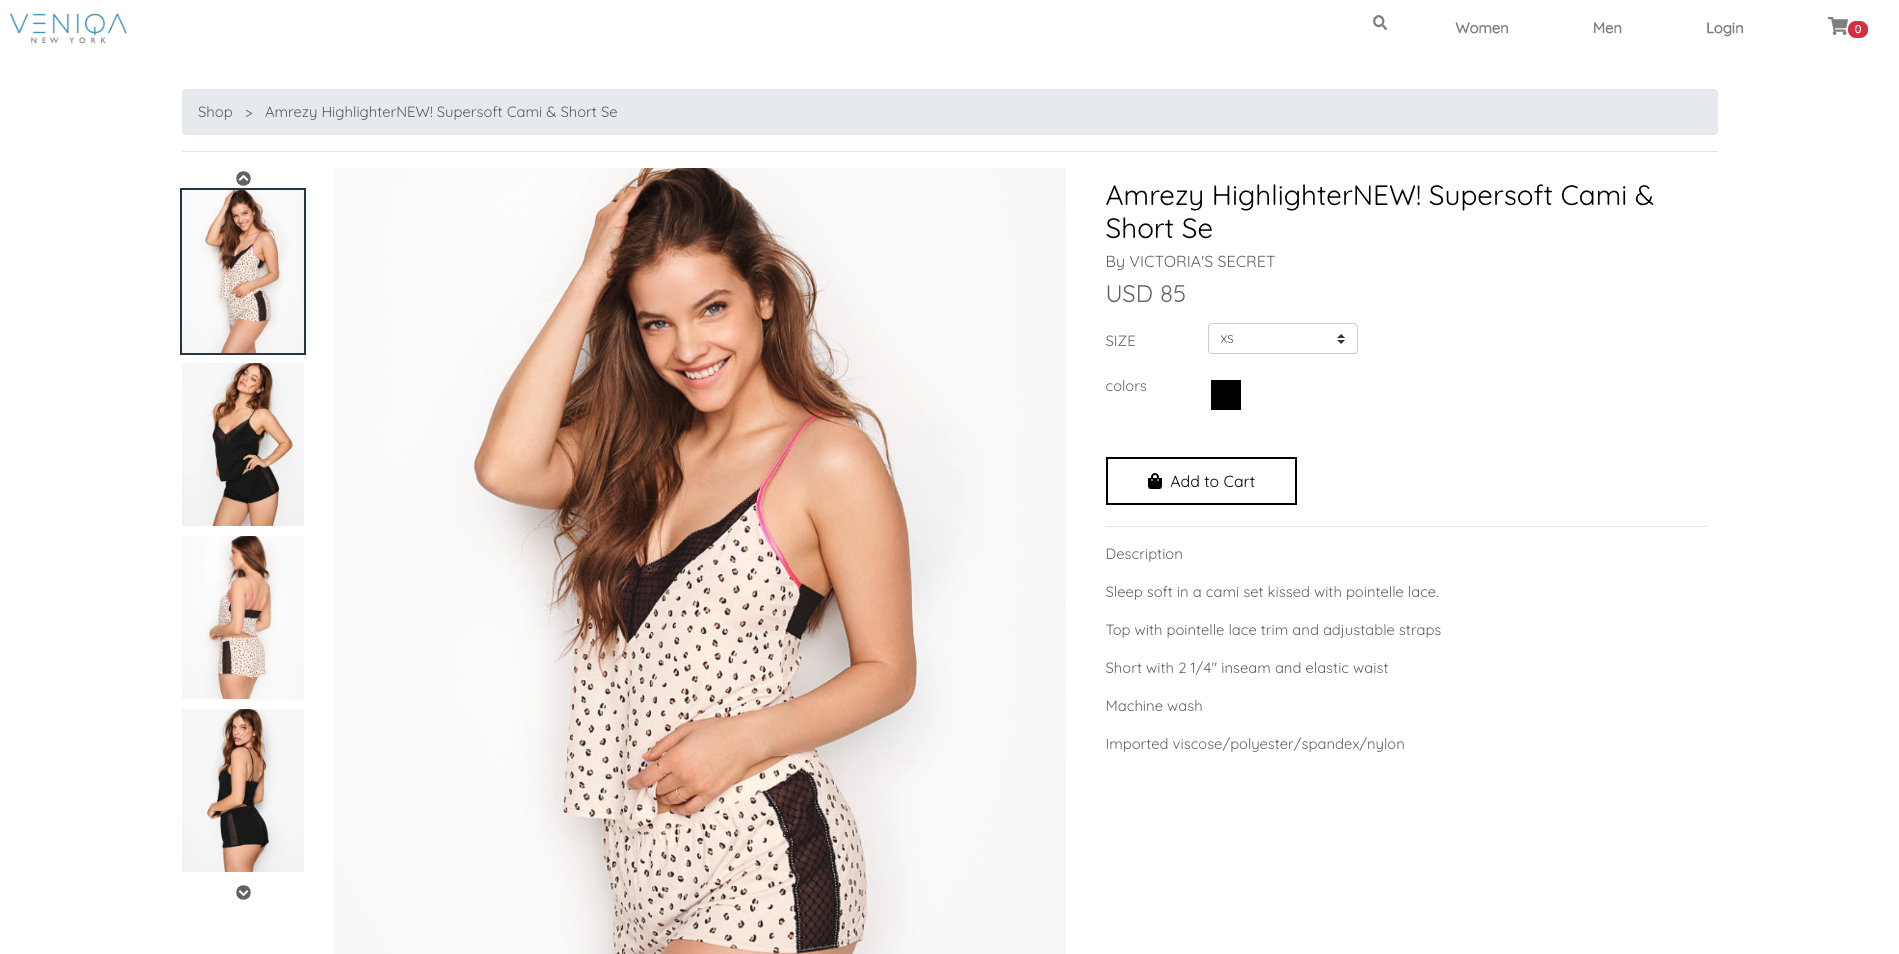 VENIQA
NEW YORK
Women
Men
Login
0
Shop > Amrezy HighlighterNEW! Supersoft Cami & Short Se
Amrezy HighlighterNEW! Supersoft Cami &
Short Se
By VICTORIA'S SECRET
USD 85
SIZE
xs
colors
Add to Cart
Description
Sleep soft in a cami set kissed with pointelle lace.
Top with pointelle lace trim and adjustable straps
Short with 2 1/4" inseam and elastic waist
Machine wash
Imported viscose/polyester/spandex/nylon